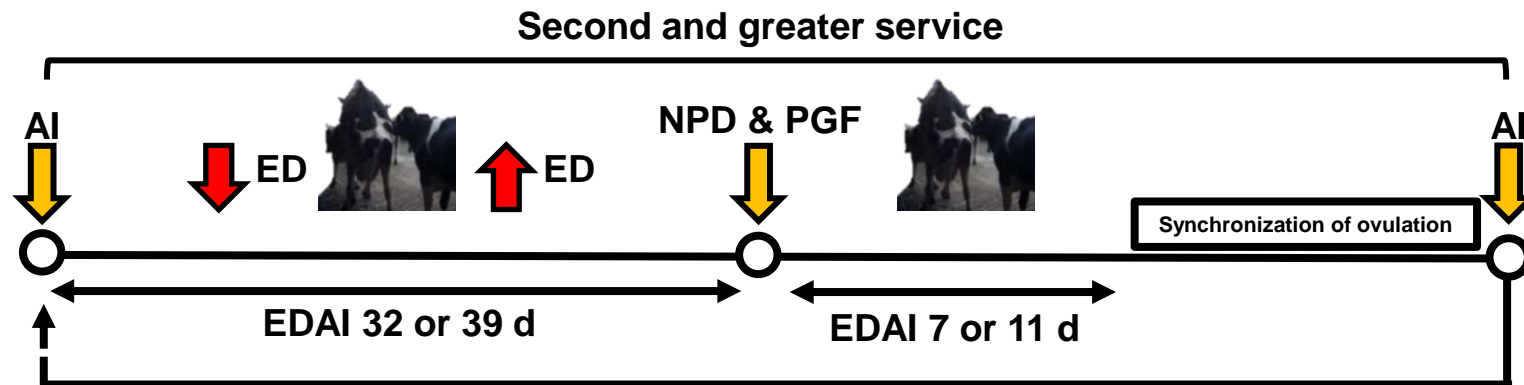 Second and greater service
AI
ED
ED
NPD & PGF
AI
Synchronization of ovulation
EDAI 32 or 39 d
EDAI 7 or 11 d